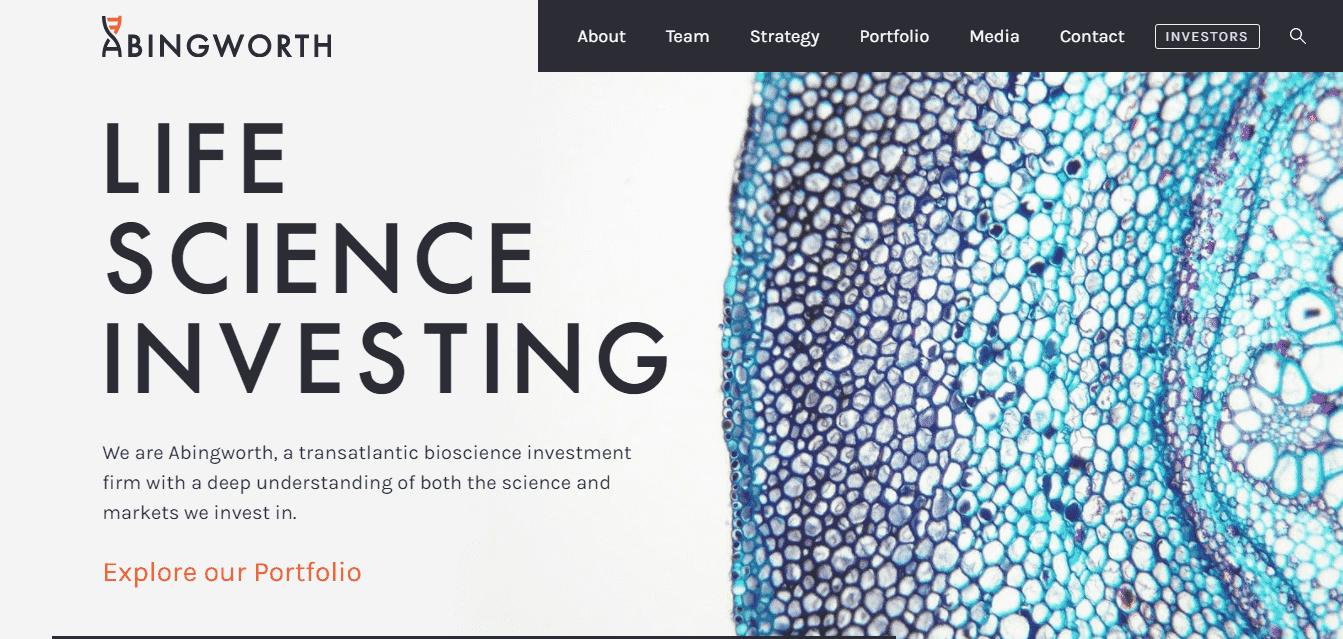 ABINGWORTH
About Team Strategy Portfolio Media Contact INVESTORS
LIFE
SCIENCE
INVESTING
We are Abingworth, a transatlantic bioscience investment
firm with a deep understanding of both the science and
markets we invest in.
Explore our Portfolio